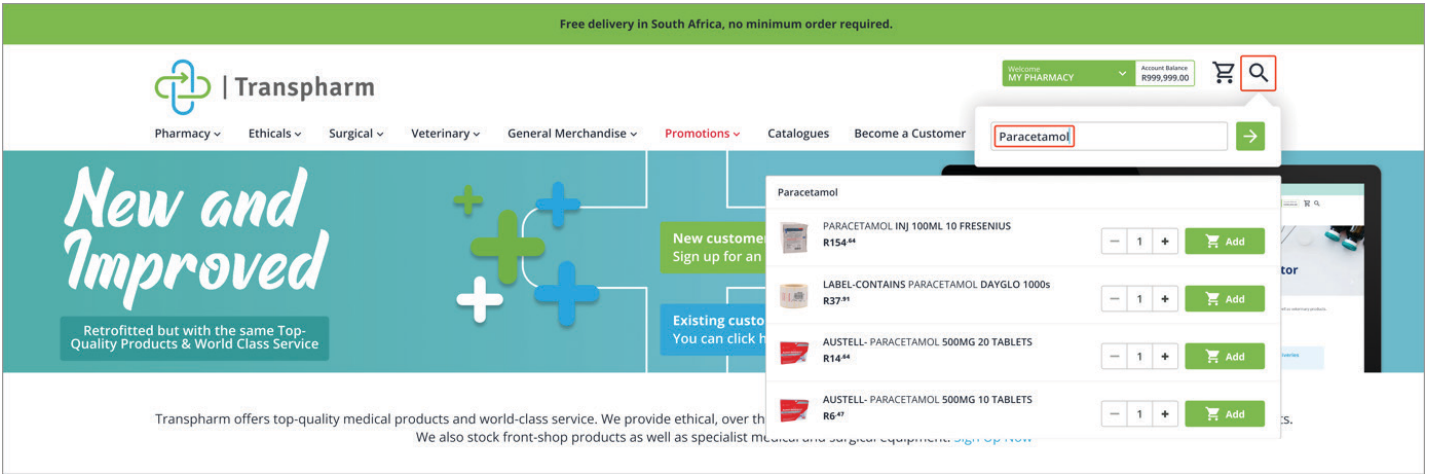 Free delivery in South Africa, no minimum order required.
| Transpharm
Welcome
MY PHARMACY
Account Balance
R999,999.00
Pharmacy Ethicals Surgical Veterinary General Merchandise Promotions Catalogues Become a Customer
Paracetamol
New and
Improved
Retrofitted but with the same Top-
Quality Products & World Class Service
New custome
Sign up for an
Existing custo
You can click h
Paracetamol
PARACETAMOL INJ 100ML 10 FRESENIUS
R154.64
1
Add
LABEL-CONTAINS PARACETAMOL DAYGLO 1000s
R37.91
1
Add
AUSTELL- PARACETAMOL 500MG 20 TABLETS
R14.44
1
Add
AUSTELL- PARACETAMOL 500MG 10 TABLETS
R6.47
1
Add
tor
Transpharm offers top-quality medical products and world-class service. We provide ethical, over th
s.
We also stock front-shop products as well as specialist medical and surgical equipment. Sign Up Now